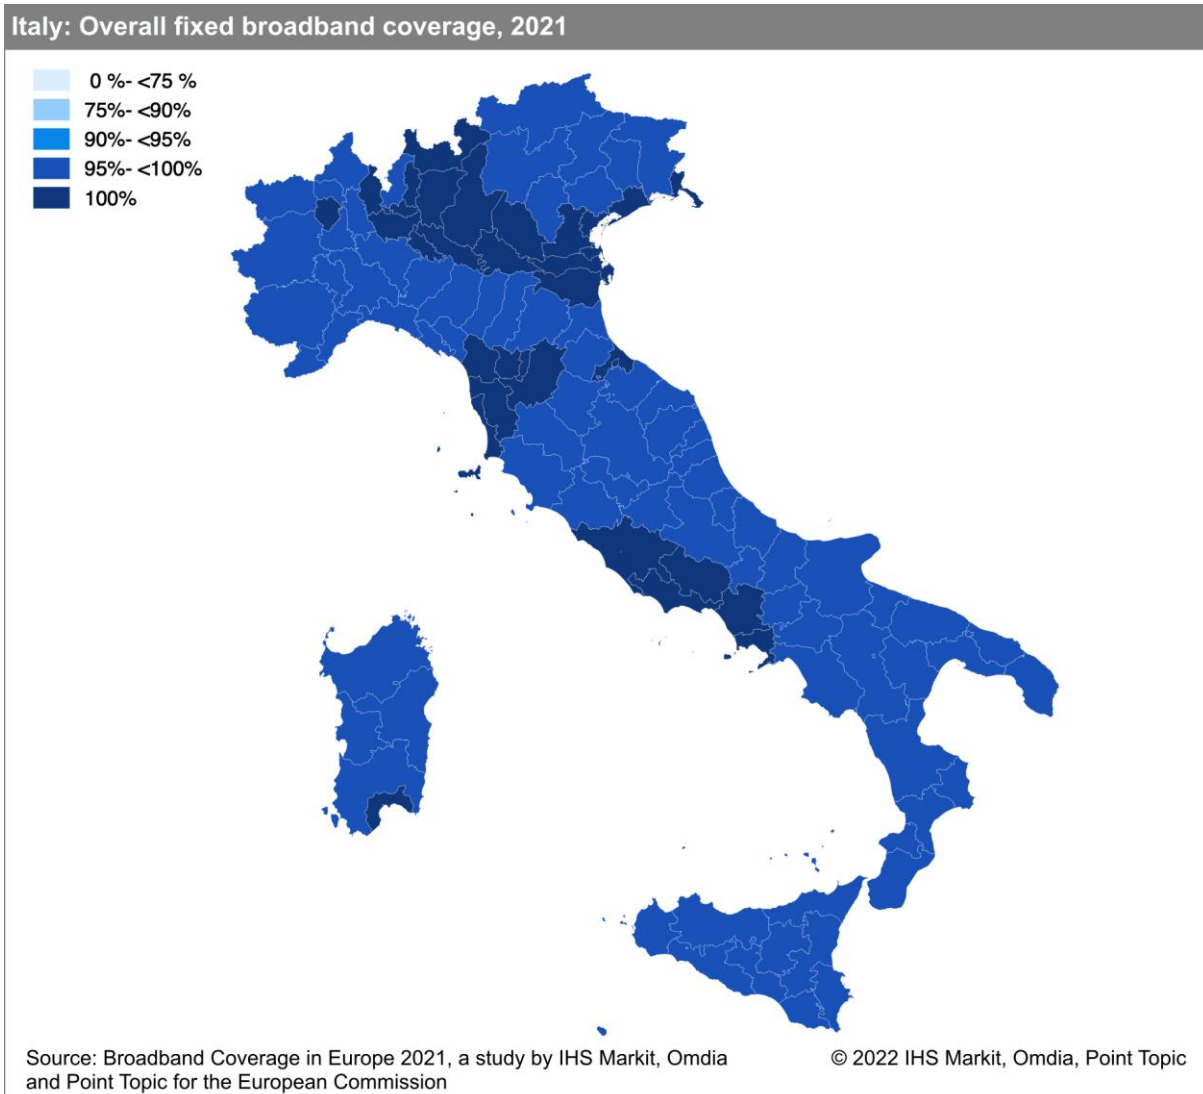 Italy: Overall fixed broadband coverage, 2021
0 %- <75 %
75%- <90%
90%- <95%
95%- <100%
100%
Source: Broadband Coverage in Europe 2021, a study by IHS Markit, Omdia
and Point Topic for the European Commission
© 2022 IHS Markit, Omdia, Point Topic